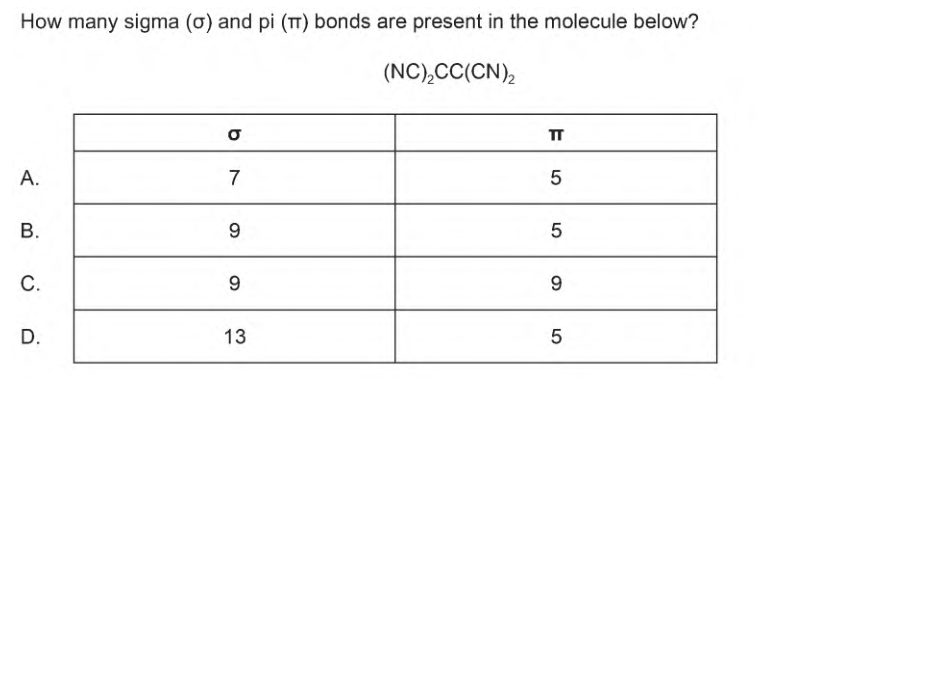 How many sigma (σ) and pi (π) bonds are present in the molecule below?
(NC)₂CC(CN)₂
σ π
A. 7 5
B. 9 5
C. 9 9
D. 13 5